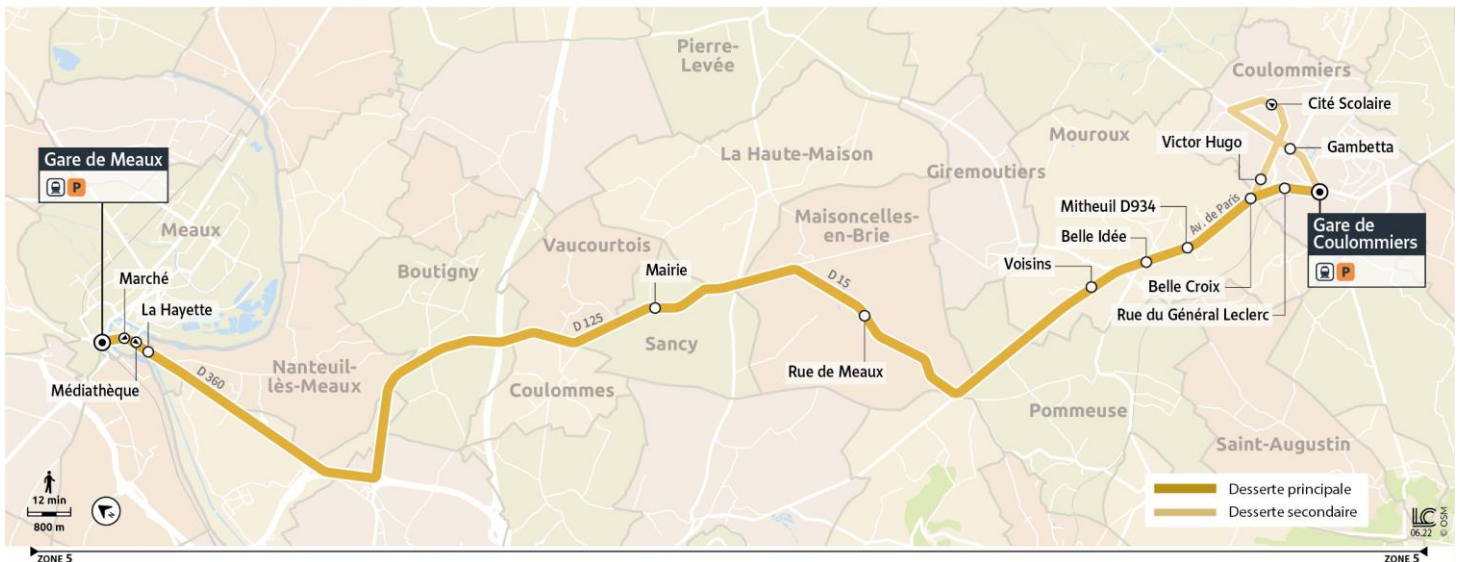 Pierre-
Levée
Coulommiers
Cité Scolaire
Mouroux
Victor Hugo
Gambetta
Gare de Meaux
P
La Haute-Maison
Giremoutiers
Mitheuil D934
Av. de Paris
Gare de
Coulommiers
P
Meaux
Maisoncelles-
en-Brie
Belle Idée
Vaucourtois
Boutigny
Mairie
Voisins
Marché
D 15
Belle Croix
La Hayette
Rue du Général Leclerc
D 125
Sancy
D 360
Nanteuil-
lès-Meaux
Rue de Meaux
Médiathèque
Coulommes
Pommeuse
Saint-Augustin
12 min
800 m
Desserte principale
Desserte secondaire
LC
06.22
© OSM
ZONE 5
ZONE 5